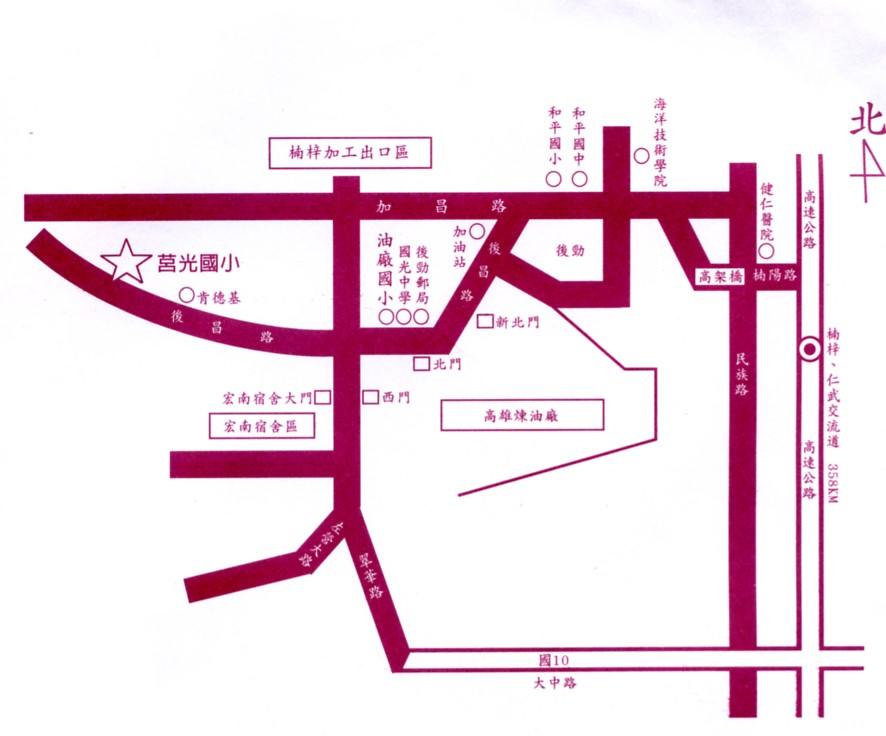 北
海洋技術學院
和平國中
和平國小
楠梓加工出口區
加昌路
健仁醫院
高速公路
加油站
後昌路
後勁
油廠國小
國光中學
後勁郵局
莒光國小
肯德基
後昌路
高架橋
楠陽路
新北門
北門
民族路
楠梓、仁武交流道 358KM
宏南宿舍大門
西門
宏南宿舍區
高雄煉油廠
高速公路
左營大路
翠華路
國10
大中路